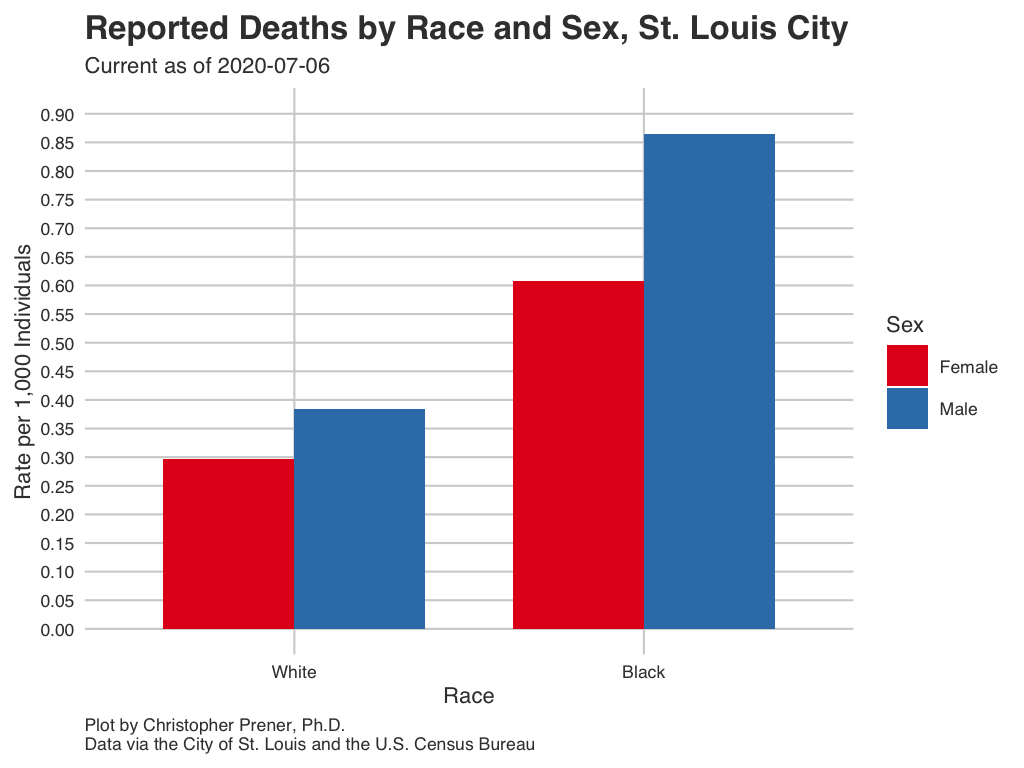 Reported Deaths by Race and Sex, St. Louis City
Current as of 2020-07-06
0.90
0.85
0.80
0.75
0.70
0.65
0.60
0.55
0.50
0.45
0.40
0.35
0.30
0.25
0.20
0.15
0.10
0.05
0.00
Rate per 1,000 Individuals
White
Black
Race
Sex
Female
Male
Plot by Christopher Prener, Ph.D.
Data via the City of St. Louis and the U.S. Census Bureau